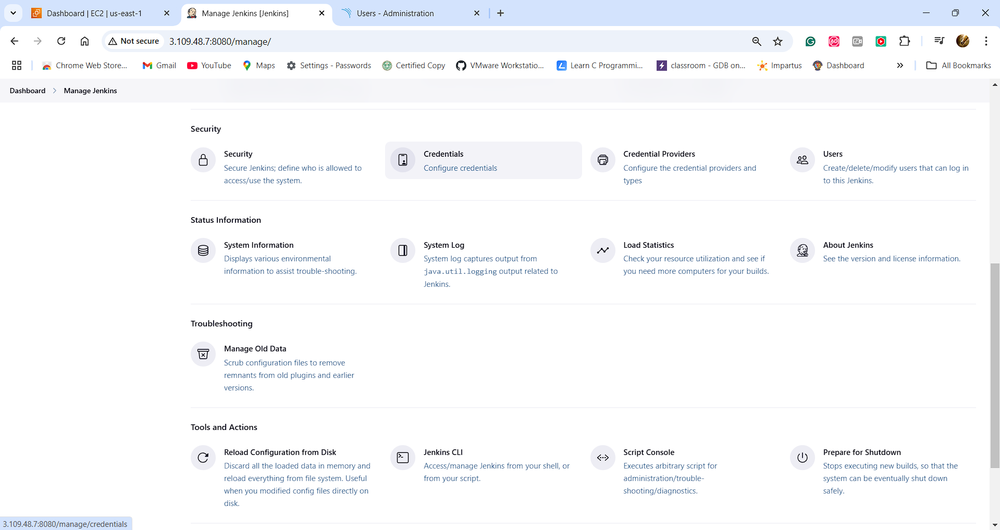 Dashboard | EC2 | us-east-1
Manage Jenkins [Jenkins]
Users - Administration
Not secure
3.109.48.7:8080/manage/
Chrome Web Store...
Gmail
YouTube
Maps
Settings - Passwords
Certified Copy
VMware Workstatio...
Learn C Programmi...
classroom - GDB on...
Impartus
Dashboard
All Bookmarks
Dashboard
Manage Jenkins
Security
Security
Secure Jenkins; define who is allowed to
access/use the system.
Credentials
Configure credentials
Credential Providers
Configure the credential providers and
types
Users
Create/delete/modify users that can log in
to this Jenkins.
Status Information
System Information
Displays various environmental
information to assist trouble-shooting.
System Log
System log captures output from
java.util.logging output related to
Jenkins.
Load Statistics
Check your resource utilization and see if
you need more computers for your builds.
About Jenkins
See the version and license information.
Troubleshooting
Manage Old Data
Scrub configuration files to remove
remnants from old plugins and earlier
versions.
Tools and Actions
Reload Configuration from Disk
Discard all the loaded data in memory and
reload everything from file system. Useful
when you modified config files directly on
disk.
Jenkins CLI
Access/manage Jenkins from your shell, or
from your script.
Script Console
Executes arbitrary script for
administration/trouble-
shooting/diagnostics.
Prepare for Shutdown
Stops executing new builds, so that the
system can be eventually shut down
safely.
3.109.48.7:8080/manage/credentials